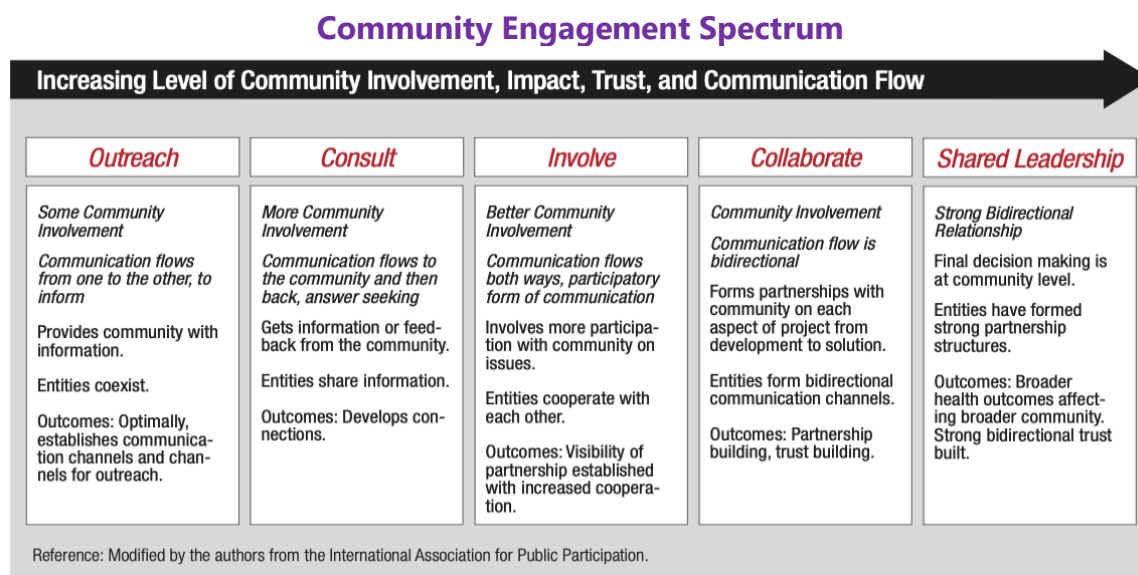 Community Engagement Spectrum
Increasing Level of Community Involvement, Impact, Trust, and Communication Flow
Outreach
Some Community
Involvement
Communication flows
from one to the other, to
inform
Provides community with
information.
Entities coexist.
Outcomes: Optimally,
establishes communica-
tion channels and chan-
nels for outreach.
Consult
More Community
Involvement
Communication flows to
the community and then
back, answer seeking
Gets information or feed-
back from the community.
Entities share information.
Outcomes: Develops con-
nections.
Involve
Better Community
Involvement
Communication flows
both ways, participatory
form of communication
Involves more participa-
tion with community on
issues.
Entities cooperate with
each other.
Outcomes: Visibility of
partnership established
with increased coopera-
tion.
Collaborate
Community Involvement
Communication flow is
bidirectional
Forms partnerships with
community on each
aspect of project from
development to solution.
Entities form bidirectional
communication channels.
Outcomes: Partnership
building, trust building.
Shared Leadership
Strong Bidirectional
Relationship
Final decision making is
at community level.
Entities have formed
strong partnership
structures.
Outcomes: Broader
health outcomes affect-
ing broader community.
Strong bidirectional trust
built.
Reference: Modified by the authors from the International Association for Public Participation.